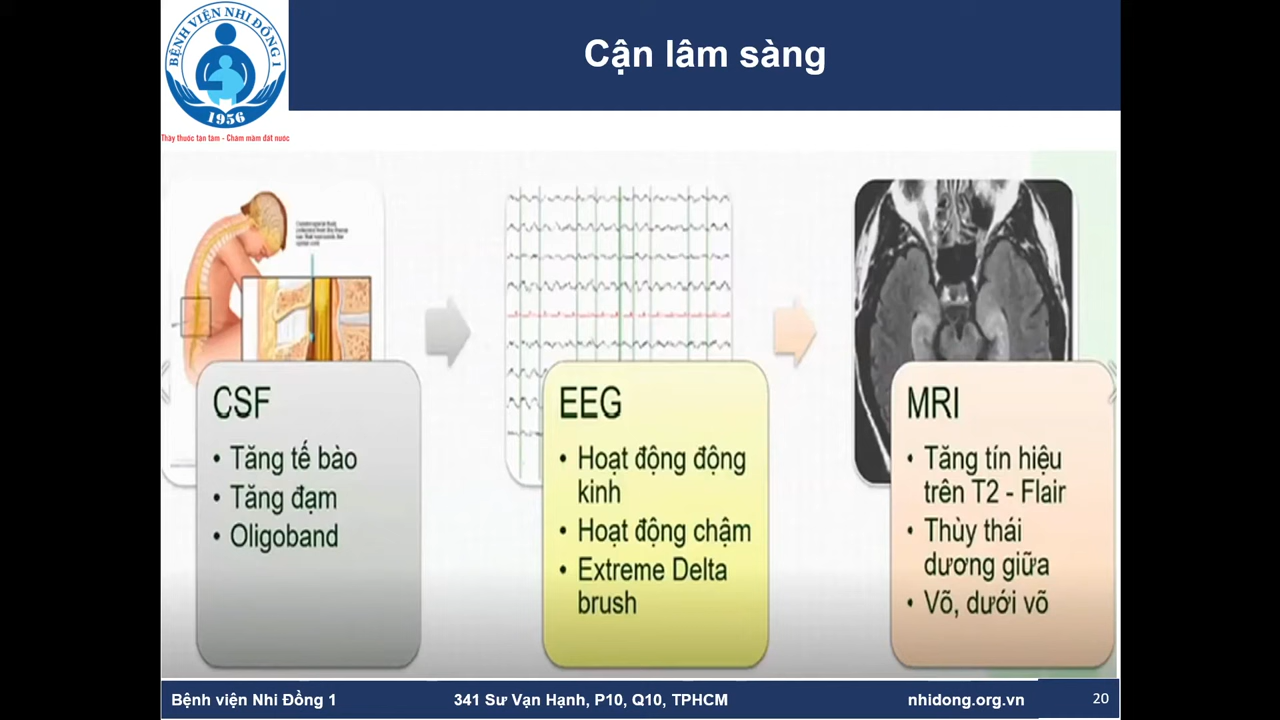 BỆNH VIỆN NHI ĐỒNG 1
1956
Thầy thuốc tận tâm - Chăm mầm đất nước
Cận lâm sàng
CSF
• Tăng tế bào
• Tăng đạm
• Oligoband
EEG
• Hoạt động động
kinh
• Hoạt động chậm
• Extreme Delta
brush
MRI
• Tăng tín hiệu
trên T2 - Flair
• Thùy thái
dương giữa
• Võ, dưới võ
Bệnh viện Nhi Đồng 1
341 Sư Vạn Hạnh, P10, Q10, TPHCM
nhidong.org.vn
20